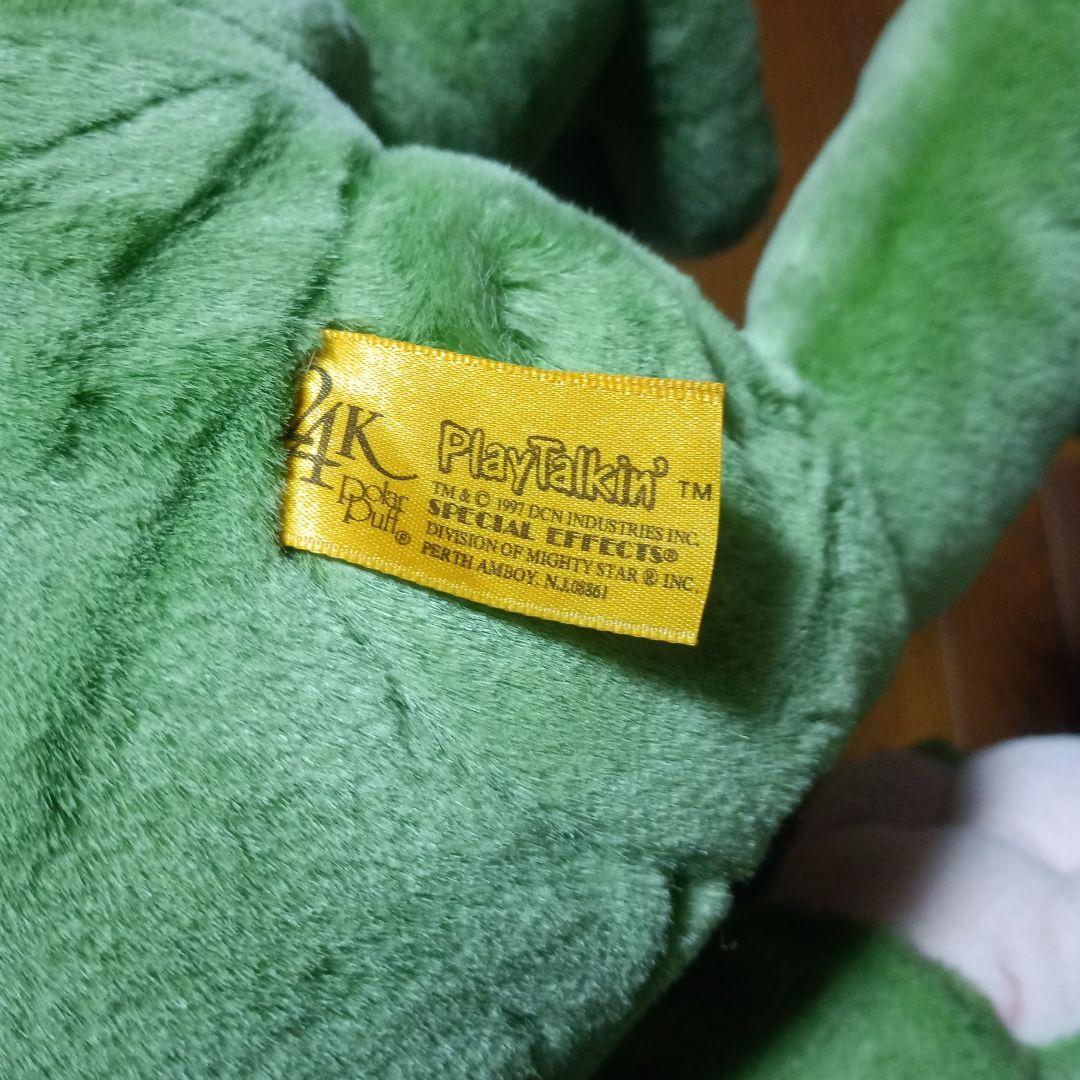 24K
Polar
Puff®
PlayTalkin'™
TM & © 1997 DCN INDUSTRIES INC.
SPECIAL EFFECTS®
DIVISION OF MIGHTY STAR ® INC.
PERTH AMBOY, N.J.08861